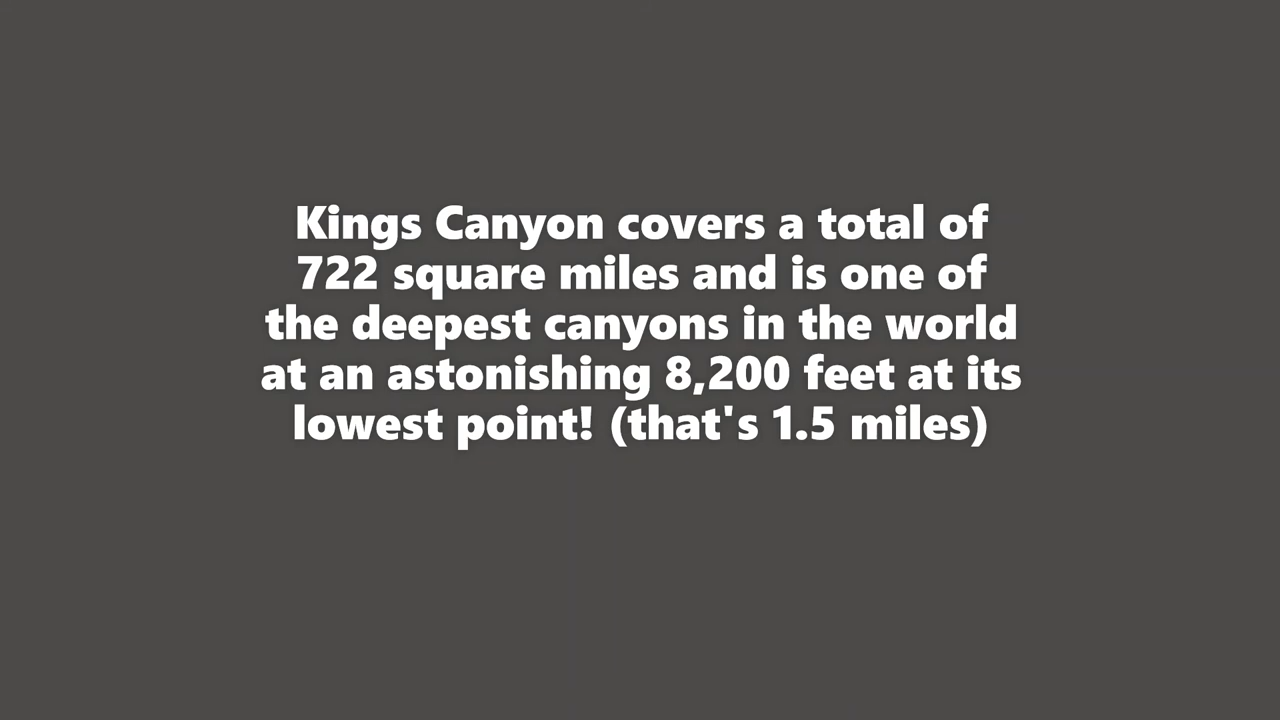 Kings Canyon covers a total of
722 square miles and is one of
the deepest canyons in the world
at an astonishing 8,200 feet at its
lowest point! (that's 1.5 miles)